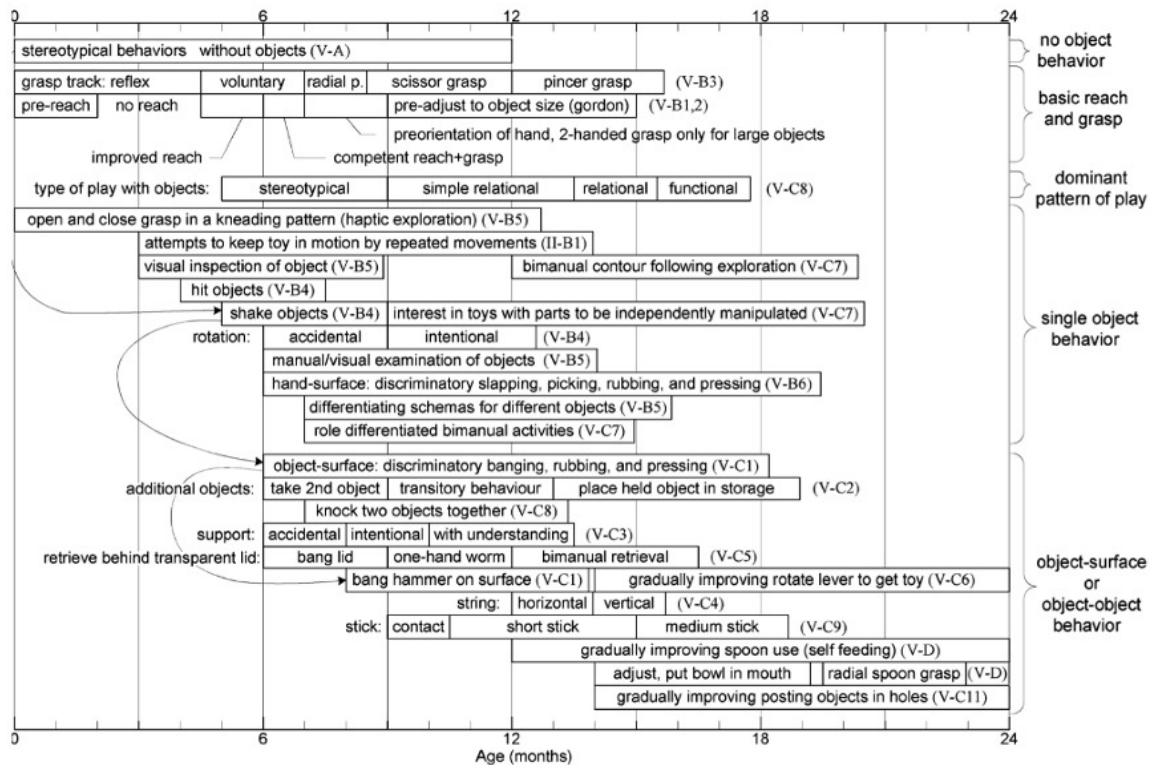 0 6 12 18 24
stereotypical behaviors without objects (V-A)
no object
behavior
grasp track: reflex voluntary radial p. scissor grasp pincer grasp (V-B3)
pre-reach no reach pre-adjust to object size (gordon) (V-B1,2)
basic reach
and grasp
preorientation of hand, 2-handed grasp only for large objects
improved reach competent reach+grasp
type of play with objects: stereotypical simple relational relational functional (V-C8)
dominant
pattern of play
open and close grasp in a kneading pattern (haptic exploration) (V-B5)
attempts to keep toy in motion by repeated movements (II-B1)
visual inspection of object (V-B5) bimanual contour following exploration (V-C7)
hit objects (V-B4)
shake objects (V-B4) interest in toys with parts to be independently manipulated (V-C7)
single object
behavior
rotation: accidental intentional (V-B4)
manual/visual examination of objects (V-B5)
hand-surface: discriminatory slapping, picking, rubbing, and pressing (V-B6)
differentiating schemas for different objects (V-B5)
role differentiated bimanual activities (V-C7)
object-surface: discriminatory banging, rubbing, and pressing (V-C1)
additional objects: take 2nd object transitory behaviour place held object in storage (V-C2)
knock two objects together (V-C8)
support: accidental intentional with understanding (V-C3)
retrieve behind transparent lid: bang lid one-hand worm bimanual retrieval (V-C5)
object-surface
or
object-object
behavior
bang hammer on surface (V-C1) gradually improving rotate lever to get toy (V-C6)
string: horizontal vertical (V-C4)
stick: contact short stick medium stick (V-C9)
gradually improving spoon use (self feeding) (V-D)
adjust, put bowl in mouth radial spoon grasp (V-D)
gradually improving posting objects in holes (V-C11)
0 6 12 18 24
Age (months)